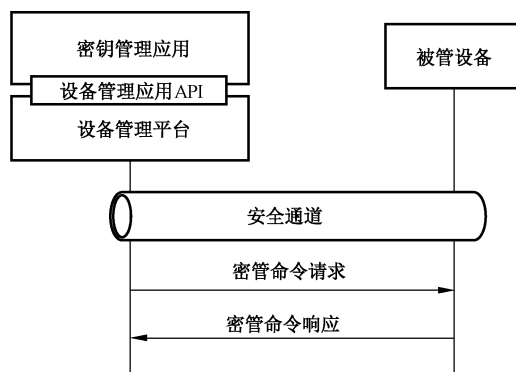 密钥管理应用
被管设备
设备管理应用API
设备管理平台
安全通道
密管命令请求
密管命令响应